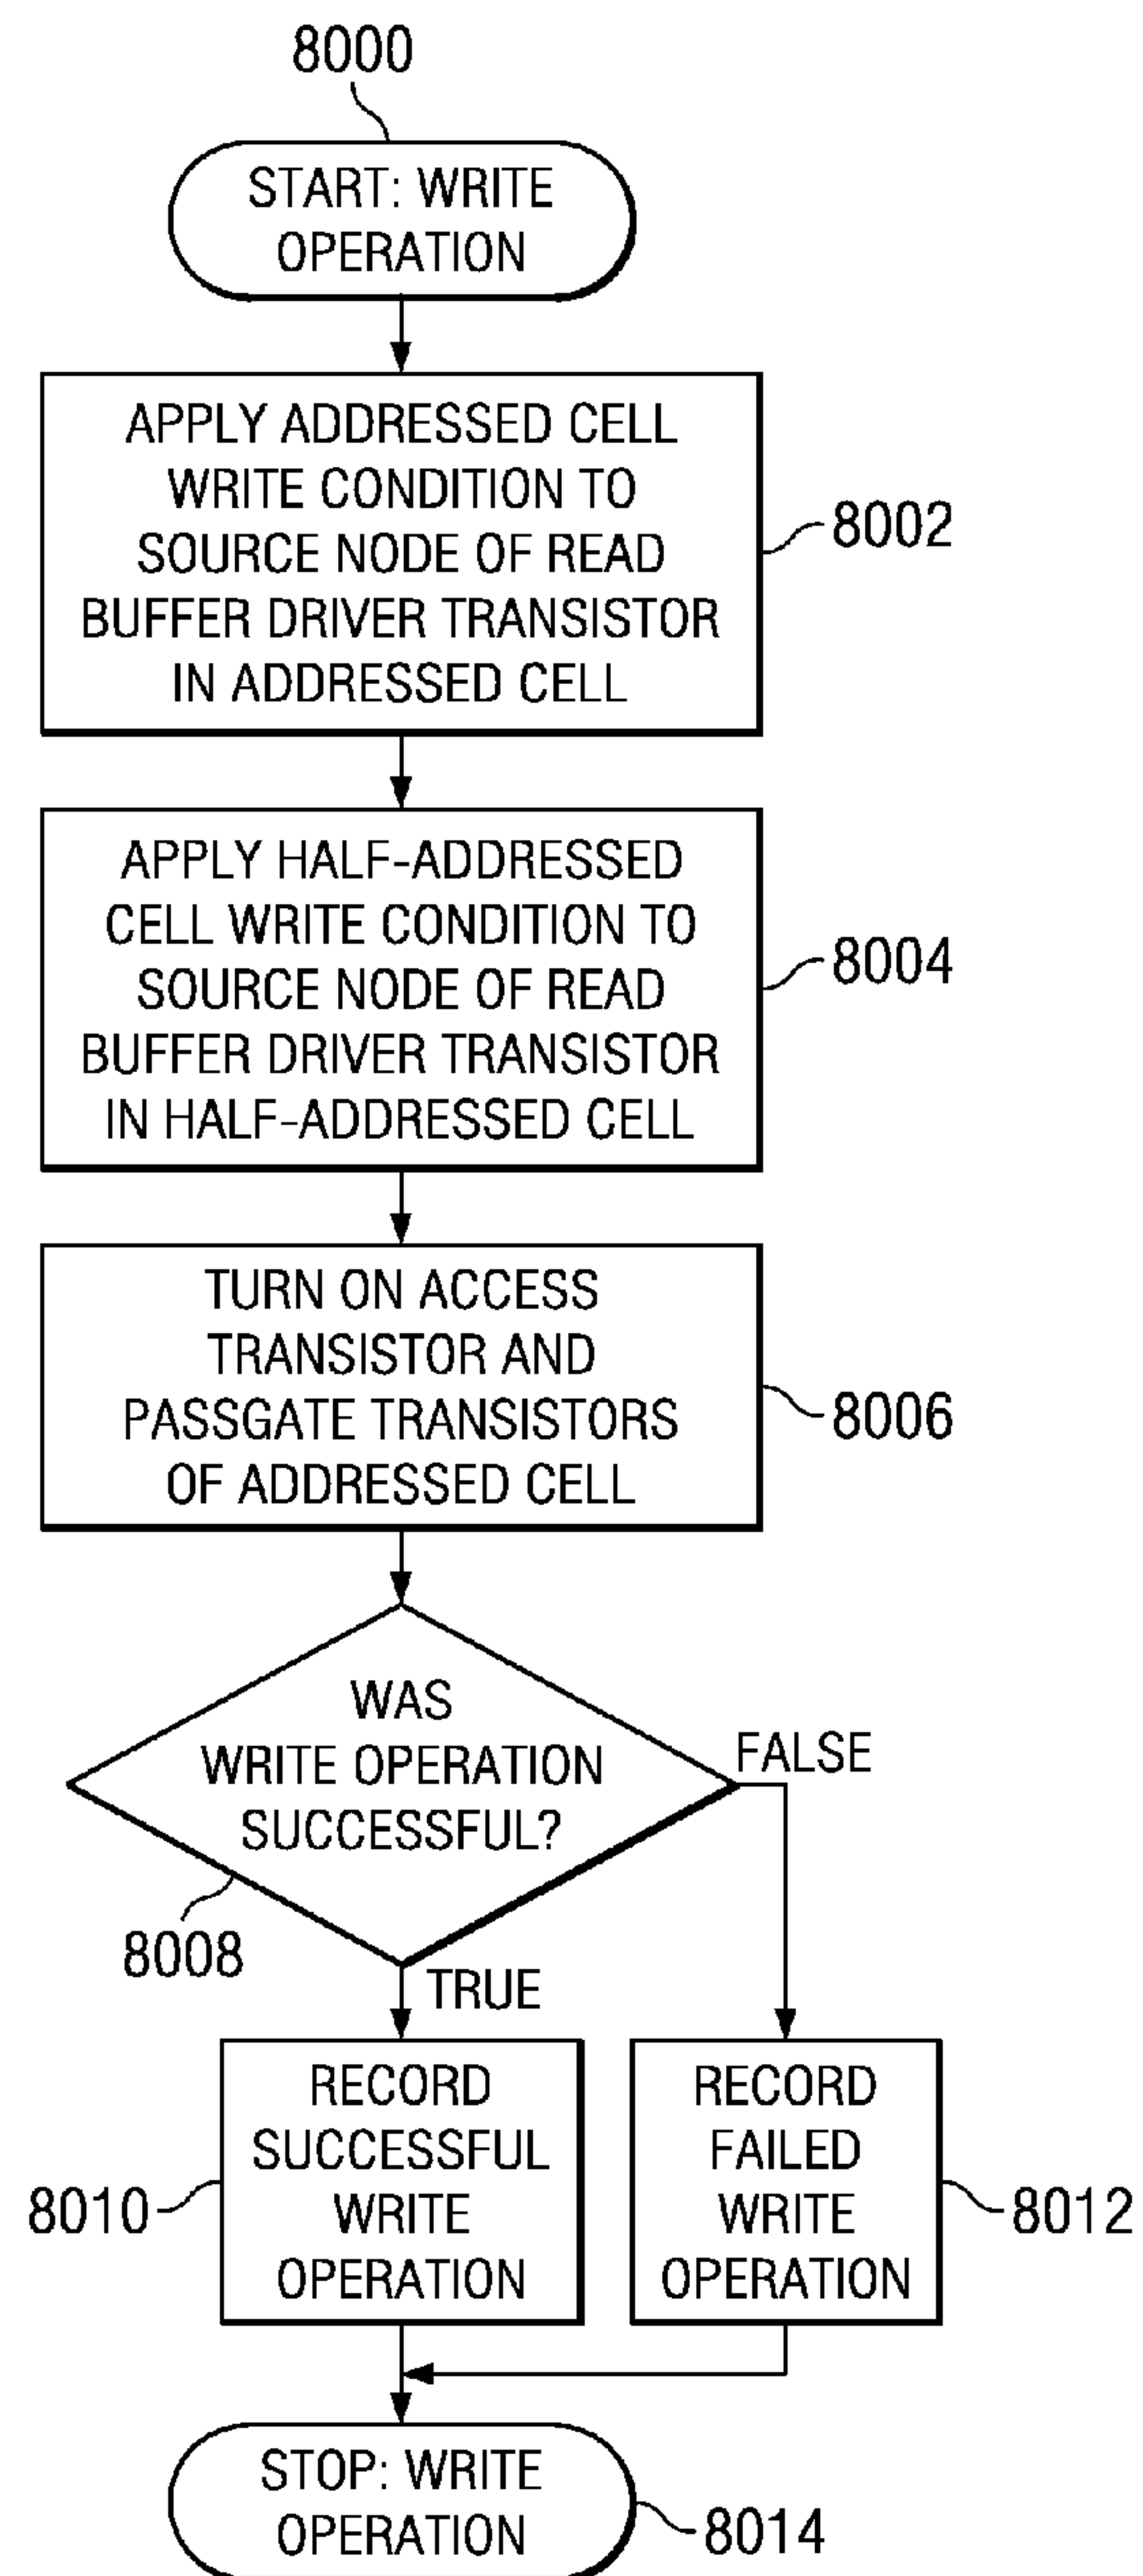 8000
START: WRITE
OPERATION
APPLY ADDRESSED CELL
WRITE CONDITION TO
SOURCE NODE OF READ
BUFFER DRIVER TRANSISTOR
IN ADDRESSED CELL
8002
APPLY HALF-ADDRESSED
CELL WRITE CONDITION TO
SOURCE NODE OF READ
BUFFER DRIVER TRANSISTOR
IN HALF-ADDRESSED CELL
8004
TURN ON ACCESS
TRANSISTOR AND
PASSGATE TRANSISTORS
OF ADDRESSED CELL
8006
WAS
WRITE OPERATION
SUCCESSFUL?
FALSE
8008
TRUE
RECORD
SUCCESSFUL
WRITE
OPERATION
8010
RECORD
FAILED
WRITE
OPERATION
8012
STOP: WRITE
OPERATION
8014